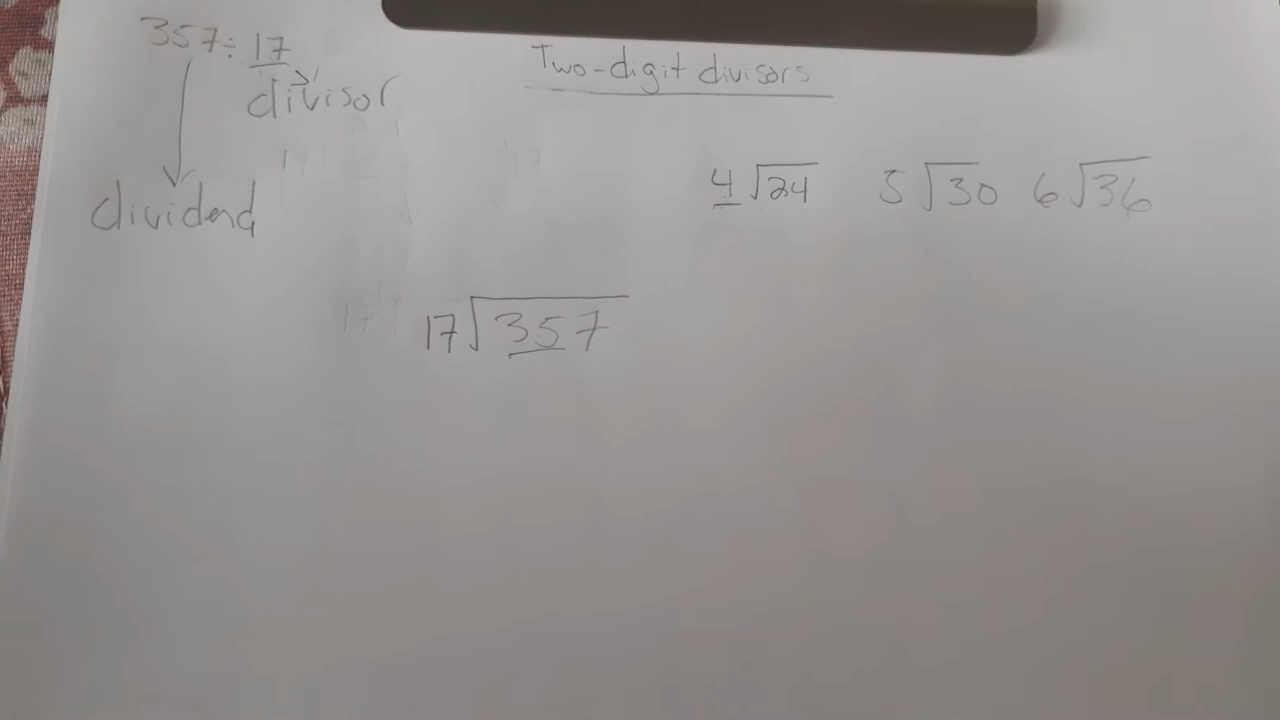 357÷17
Two-digit divisors
divisor
4√24 5√30 6√36
dividend
17√357